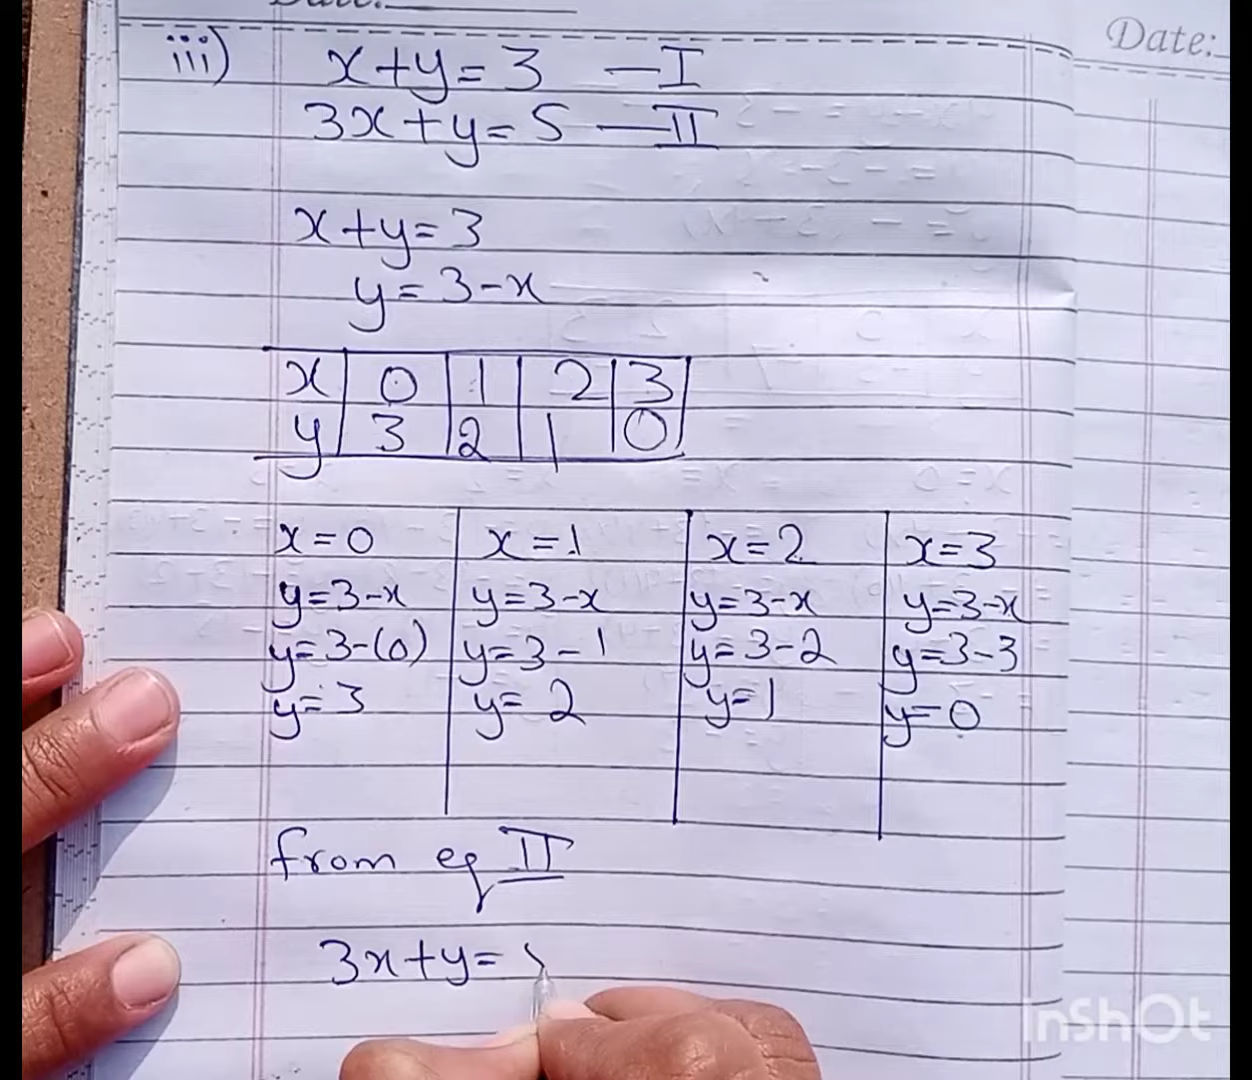 Date:
Date:
iii) x+y=3 —I
3x+y=5 —II
x+y=3
y=3-x
x 0 1 2 3
y 3 2 1 0
x=0 x=1 x=2 x=3
y=3-x y=3-x y=3-x y=3-x
y=3-(0) y=3-1 y=3-2 y=3-3
y=3 y=2 y=1 y=0
from eq II
3x+y=
InShOt